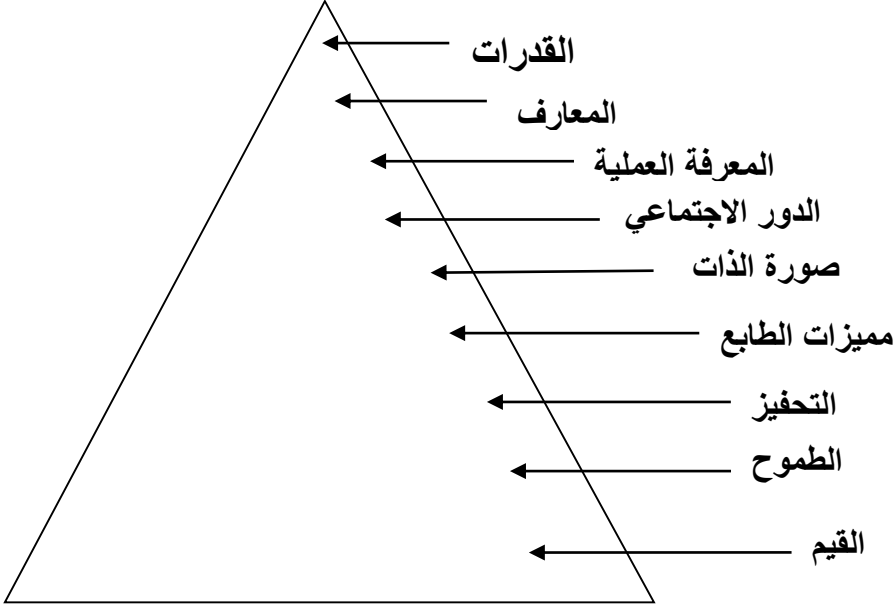 القدرات
المعارف
المعرفة العملية
الدور الاجتماعي
صورة الذات
مميزات الطابع
التحفيز
الطموح
القيم